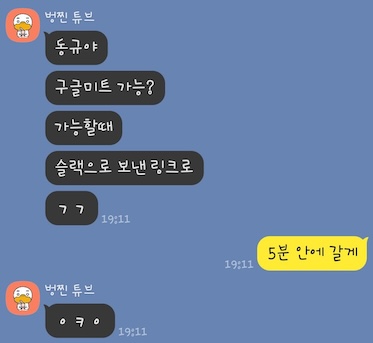 벙찐 튜브
동규야
구글미트 가능?
가능할때
슬랙으로 보낸 링크로
ㄱㄱ
19:11
5분 안에 갈게
19:11
벙찐 튜브
ㅇㅋㅇ
19:11